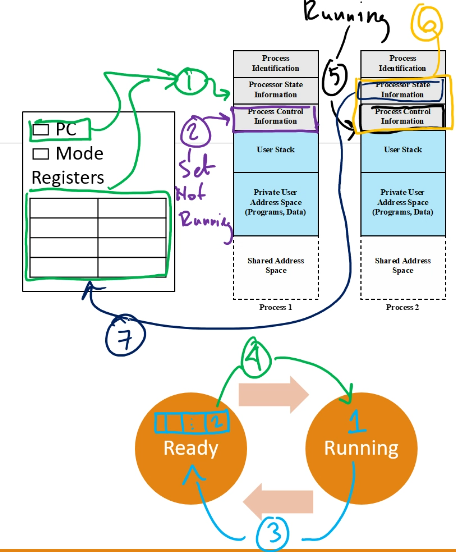 Running
6
Process
Identification
Processor State
Information
Process Control
Information
User Stack
Private User
Address Space
(Programs, Data)
Shared Address
Space
Process 1
Process
Identification
Processor State
Information
Process Control
Information
User Stack
Private User
Address Space
(Programs, Data)
Shared Address
Space
Process 2
1
5
PC
Mode
Registers
2
Set
Not
Running
7
4
2
Ready
1
Running
3